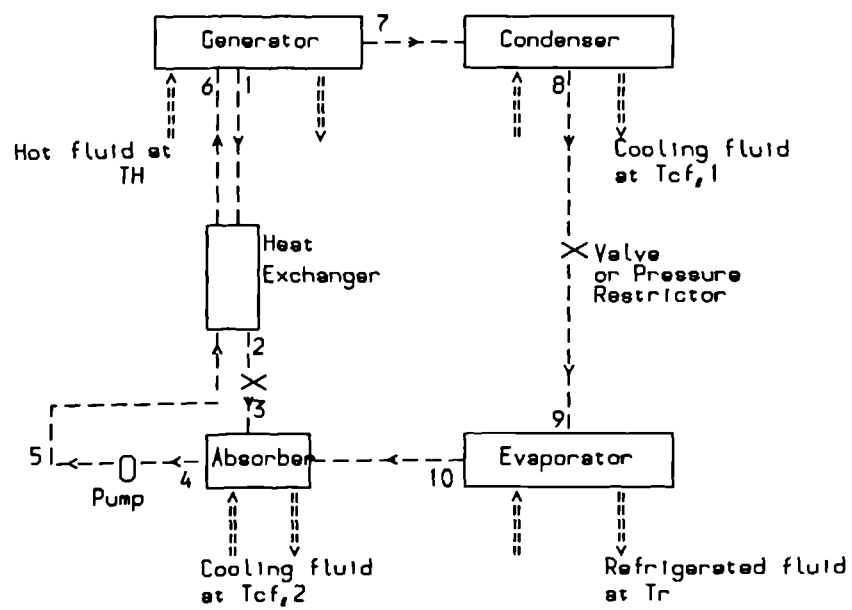 7
Generator
Condenser
6 1
8
Hot fluid at
TH
Cooling fluid
at Tcf,1
Heat
Exchanger
Valve
or Pressure
Restrictor
2
3
9
5
Absorber
Evaporator
4
10
Pump
Cooling fluid
at Tcf,2
Refrigerated fluid
at Tr